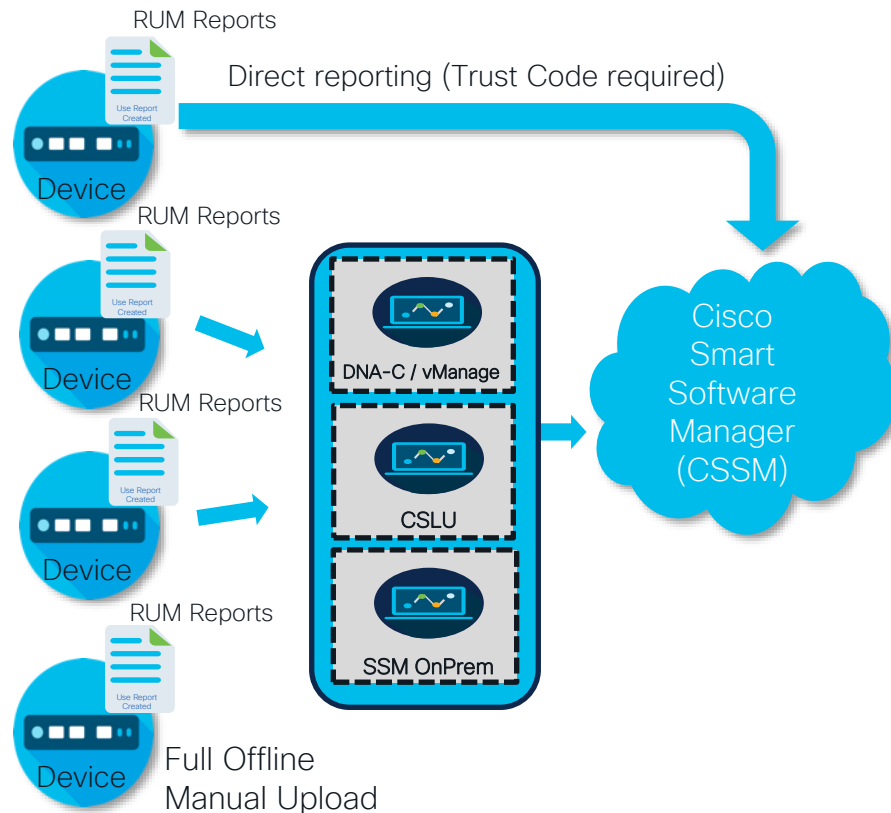 RUM Reports
Use Report
Created
Device
Direct reporting (Trust Code required)
RUM Reports
Use Report
Created
Device
RUM Reports
Use Report
Created
Device
RUM Reports
Use Report
Created
Device
Full Offline
Manual Upload
DNA-C / vManage
CSLU
SSM OnPrem
Cisco
Smart
Software
Manager
(CSSM)